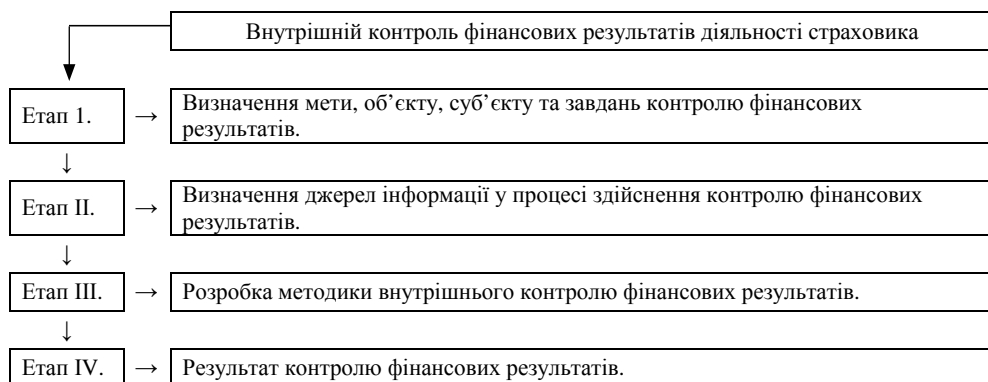 Внутрішній контроль фінансових результатів діяльності страховика
Етап 1. → Визначення мети, об’єкту, суб’єкту та завдань контролю фінансових
результатів.
↓
Етап II. → Визначення джерел інформації у процесі здійснення контролю фінансових
результатів.
↓
Етап III. → Розробка методики внутрішнього контролю фінансових результатів.
↓
Етап IV. → Результат контролю фінансових результатів.